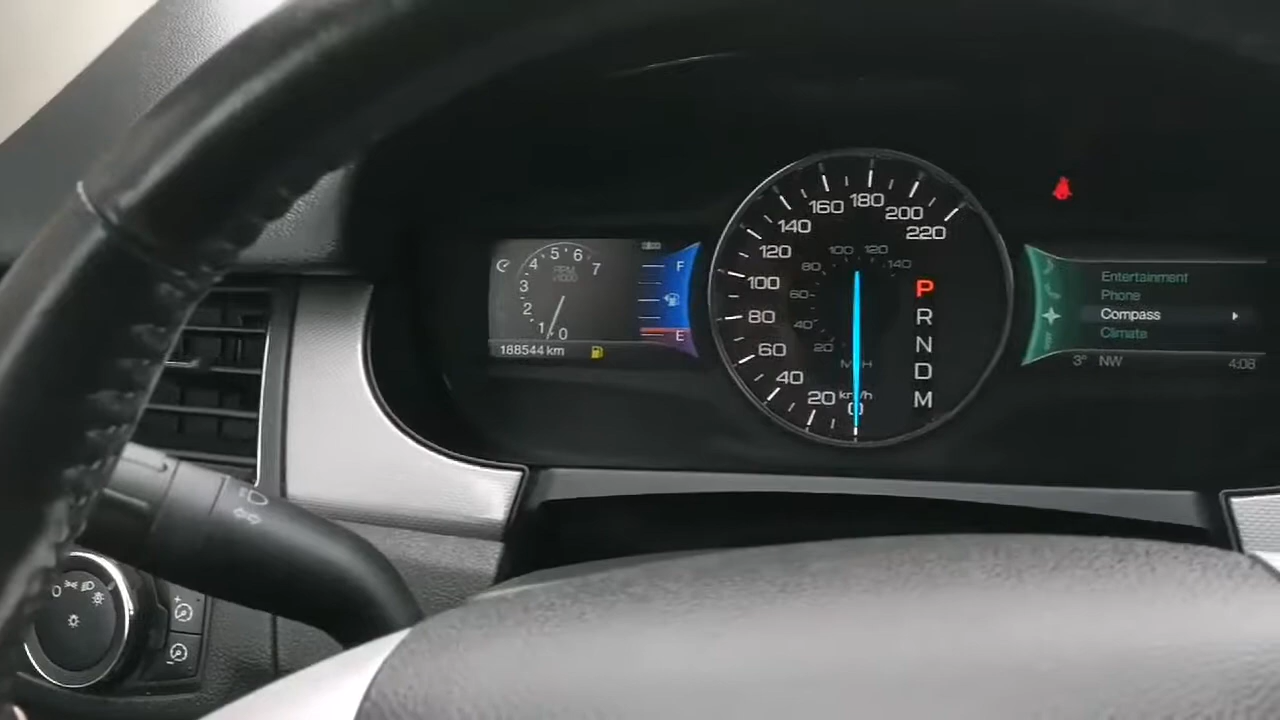 5 6
4 7
3
RPM
x1000
2
1 0
F
E
188544 km
160 180
140 200
120 220
100
80
60
40
20
km/h
0
100 120
80 140
60
40
20
MPH
P
R
N
D
M
Entertainment
Phone
Compass
Climate
3° NW 4:08